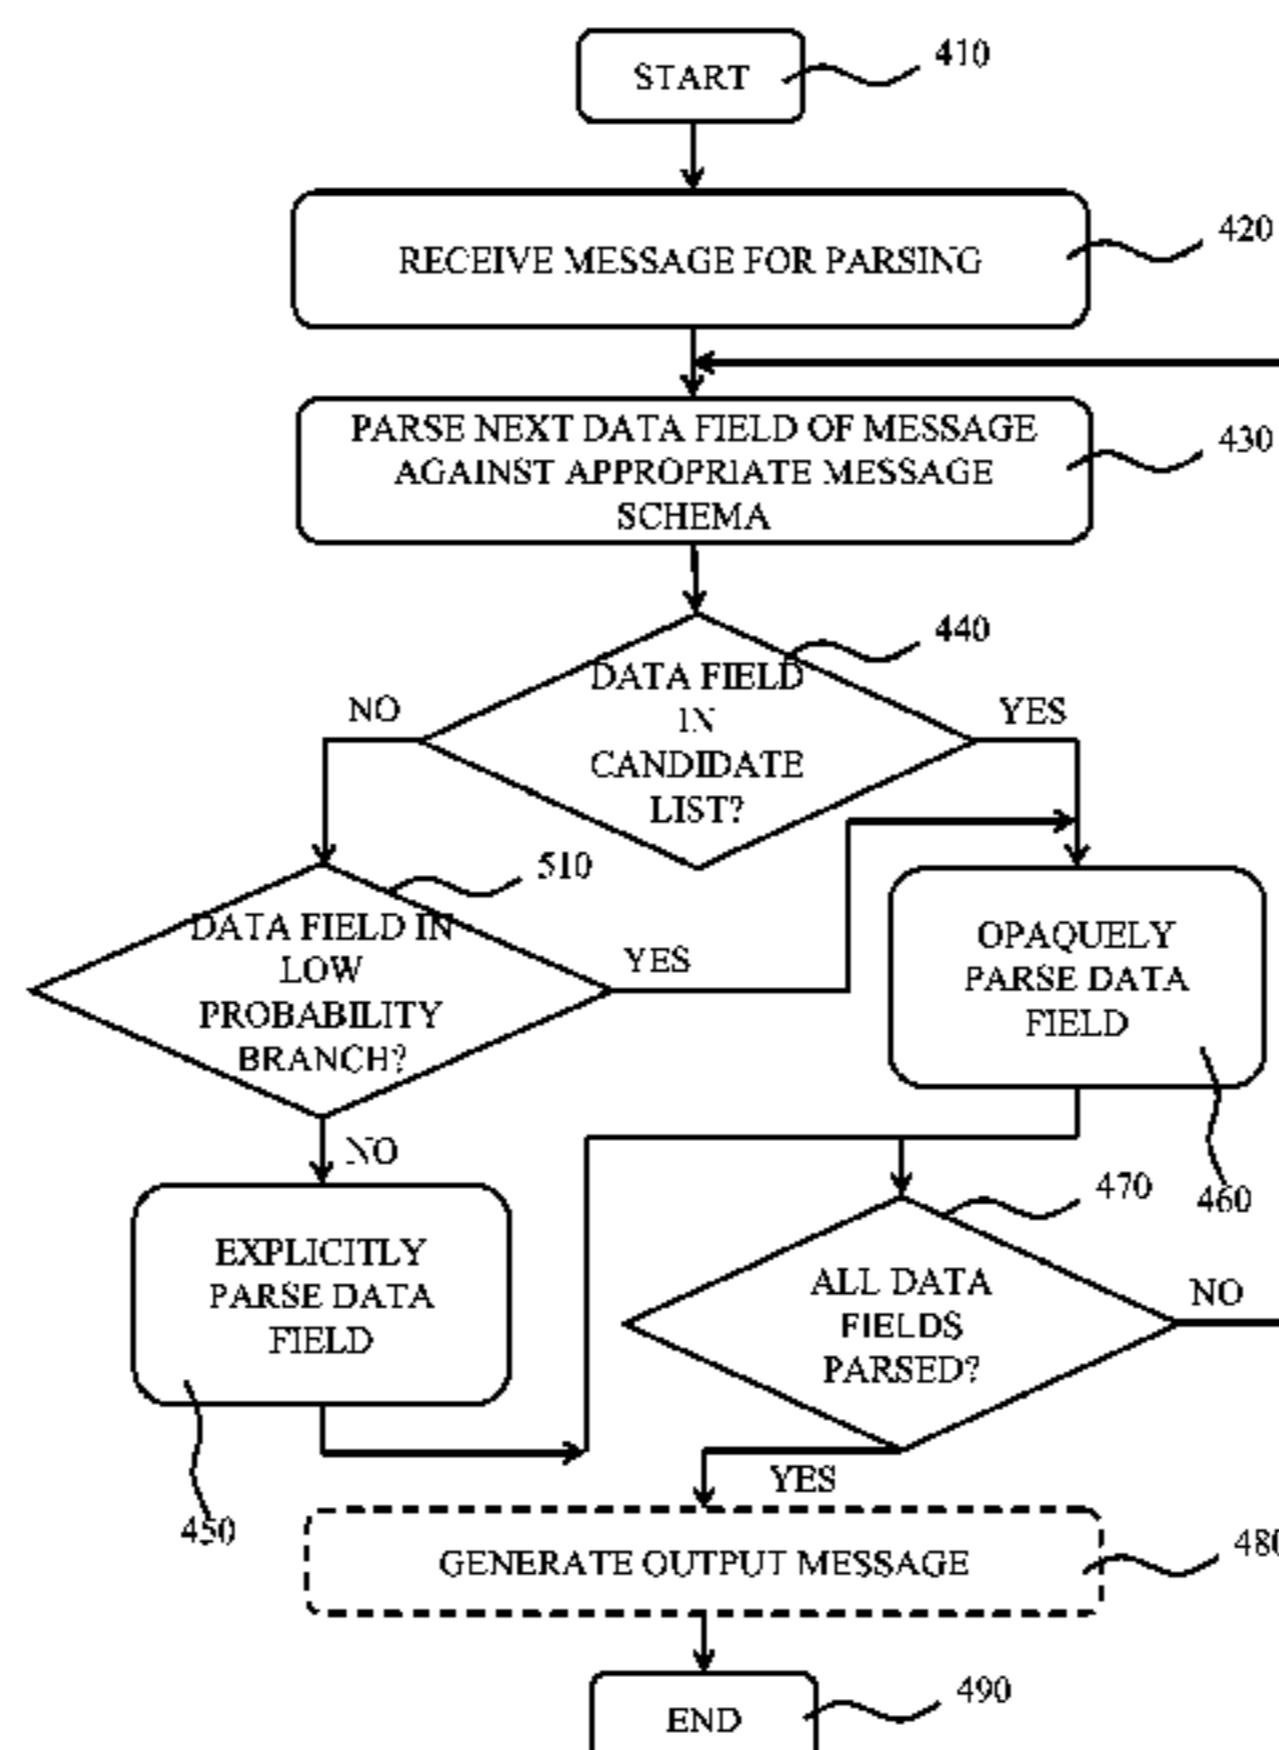 START
410
RECEIVE MESSAGE FOR PARSING
420
PARSE NEXT DATA FIELD OF MESSAGE
AGAINST APPROPRIATE MESSAGE
SCHEMA
430
440
DATA FIELD
IN
CANDIDATE
LIST?
NO
YES
510
DATA FIELD IN
LOW
PROBABILITY
BRANCH?
YES
NO
OPAQUELY
PARSE DATA
FIELD
460
EXPLICITLY
PARSE DATA
FIELD
450
470
ALL DATA
FIELDS
PARSED?
NO
YES
GENERATE OUTPUT MESSAGE
480
END
490